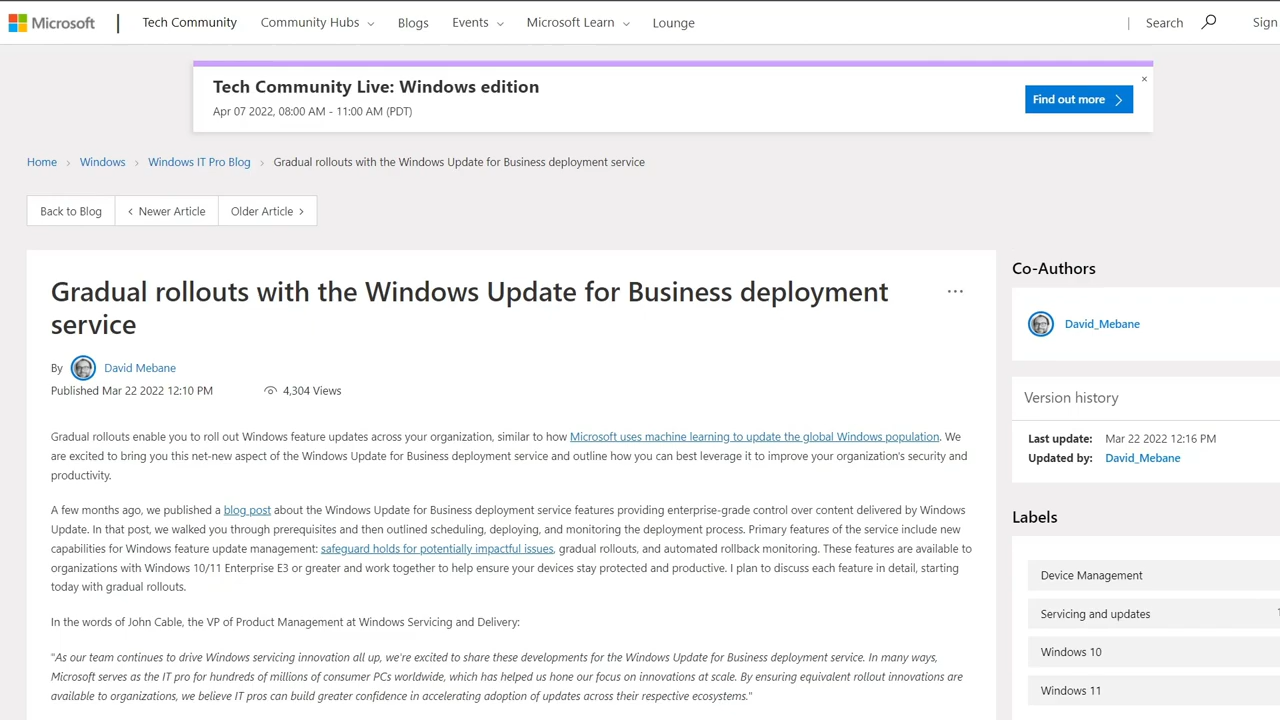 Microsoft
Tech Community
Community Hubs
Blogs
Events
Microsoft Learn
Lounge
Search
Sign
Tech Community Live: Windows edition
Apr 07 2022, 08:00 AM - 11:00 AM (PDT)
Find out more
Home > Windows > Windows IT Pro Blog > Gradual rollouts with the Windows Update for Business deployment service
Back to Blog
< Newer Article
Older Article >
Gradual rollouts with the Windows Update for Business deployment
service
By David Mebane
Published Mar 22 2022 12:10 PM
4,304 Views
Gradual rollouts enable you to roll out Windows feature updates across your organization, similar to how Microsoft uses machine learning to update the global Windows population. We
are excited to bring you this net-new aspect of the Windows Update for Business deployment service and outline how you can best leverage it to improve your organization's security and
productivity.
A few months ago, we published a blog post about the Windows Update for Business deployment service features providing enterprise-grade control over content delivered by Windows
Update. In that post, we walked you through prerequisites and then outlined scheduling, deploying, and monitoring the deployment process. Primary features of the service include new
capabilities for Windows feature update management: safeguard holds for potentially impactful issues, gradual rollouts, and automated rollback monitoring. These features are available to
organizations with Windows 10/11 Enterprise E3 or greater and work together to help ensure your devices stay protected and productive. I plan to discuss each feature in detail, starting
today with gradual rollouts.
In the words of John Cable, the VP of Product Management at Windows Servicing and Delivery:
"As our team continues to drive Windows servicing innovation all up, we're excited to share these developments for the Windows Update for Business deployment service. In many ways,
Microsoft serves as the IT pro for hundreds of millions of consumer PCs worldwide, which has helped us hone our focus on innovations at scale. By ensuring equivalent rollout innovations are
available to organizations, we believe IT pros can build greater confidence in accelerating adoption of updates across their respective ecosystems."
Co-Authors
David_Mebane
Version history
Last update: Mar 22 2022 12:16 PM
Updated by: David_Mebane
Labels
Device Management
Servicing and updates
Windows 10
Windows 11